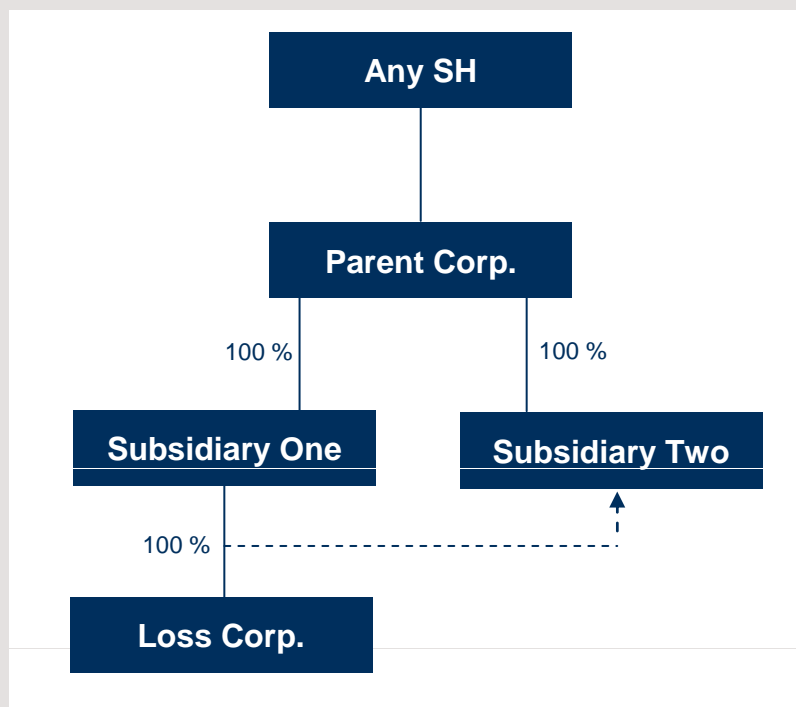 Any SH
Parent Corp.
100 %
100 %
Subsidiary One
Subsidiary Two
100 %
Loss Corp.